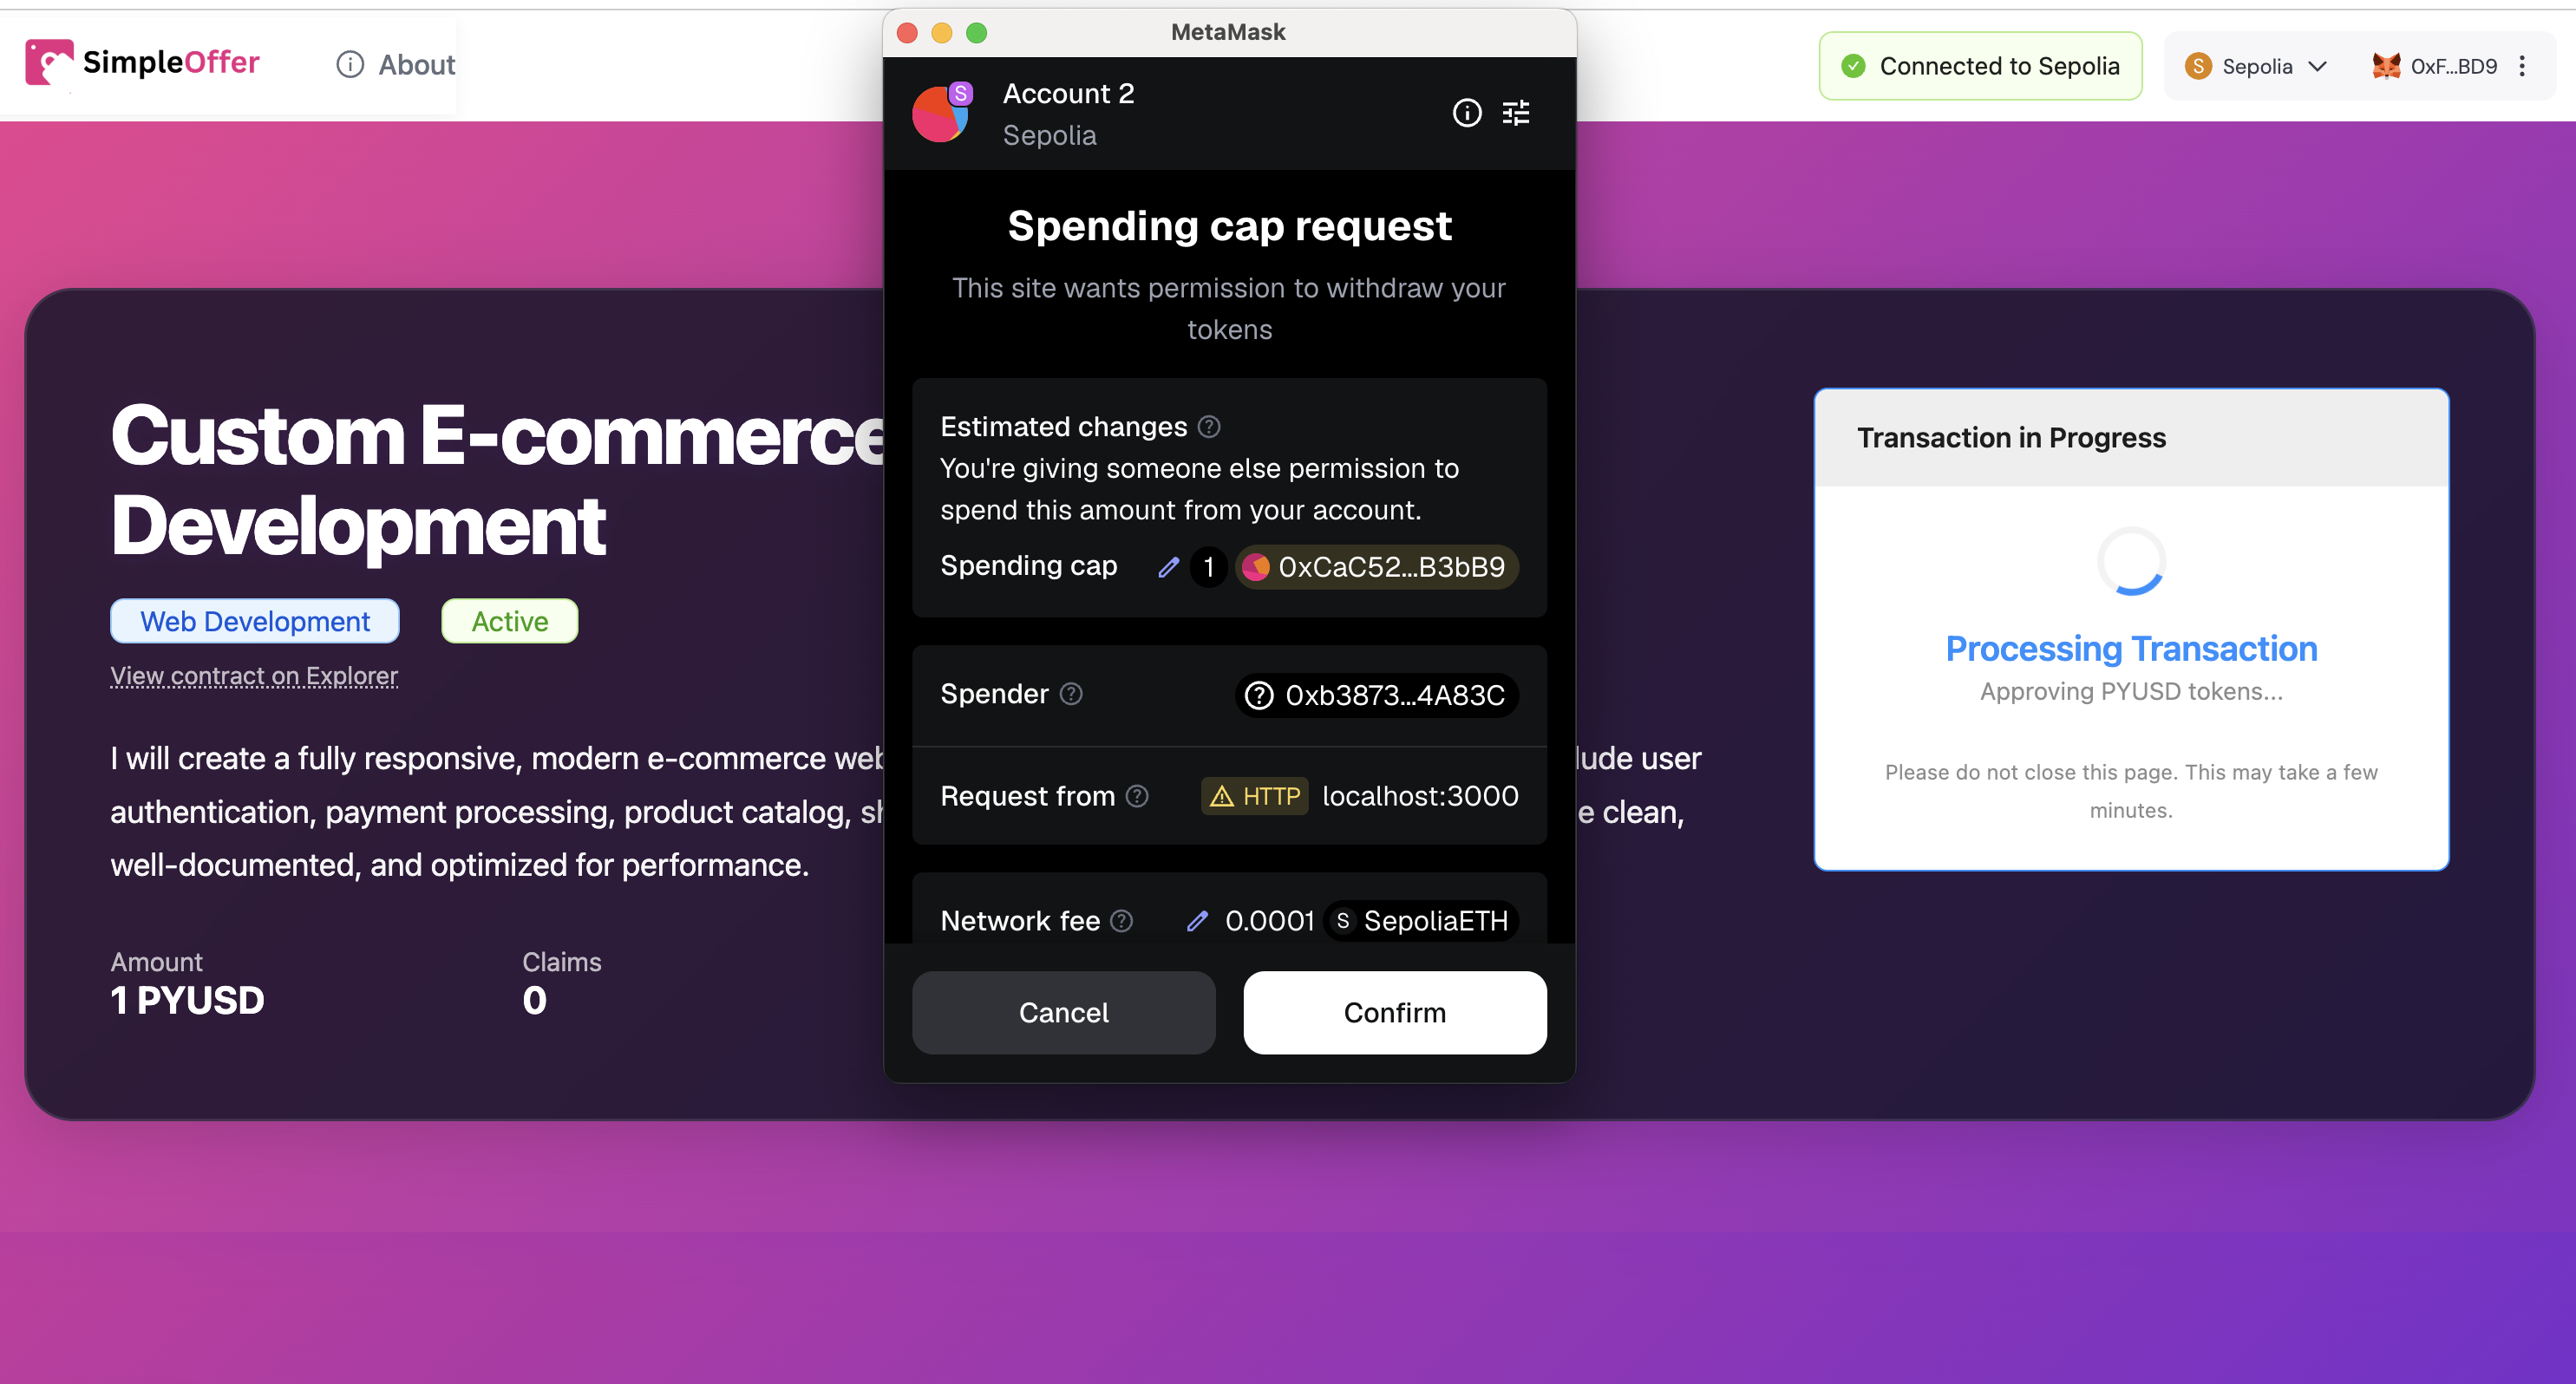 SimpleOffer
About
Connected to Sepolia
S Sepolia
0xF...BD9
Custom E-commerce
Development
Web Development
Active
View contract on Explorer
I will create a fully responsive, modern e-commerce
lude user
authentication, payment processing, product catalog,
e clean,
well-documented, and optimized for performance.
Amount
1 PYUSD
Claims
0
MetaMask
S
Account 2
Sepolia
Spending cap request
This site wants permission to withdraw your
tokens
Estimated changes
You're giving someone else permission to
spend this amount from your account.
Spending cap 1 0xCaC52...B3bB9
Spender 0xb3873...4A83C
Request from HTTP localhost:3000
Network fee 0.0001 S SepoliaETH
Cancel
Confirm
Transaction in Progress
Processing Transaction
Approving PYUSD tokens...
Please do not close this page. This may take a few
minutes.